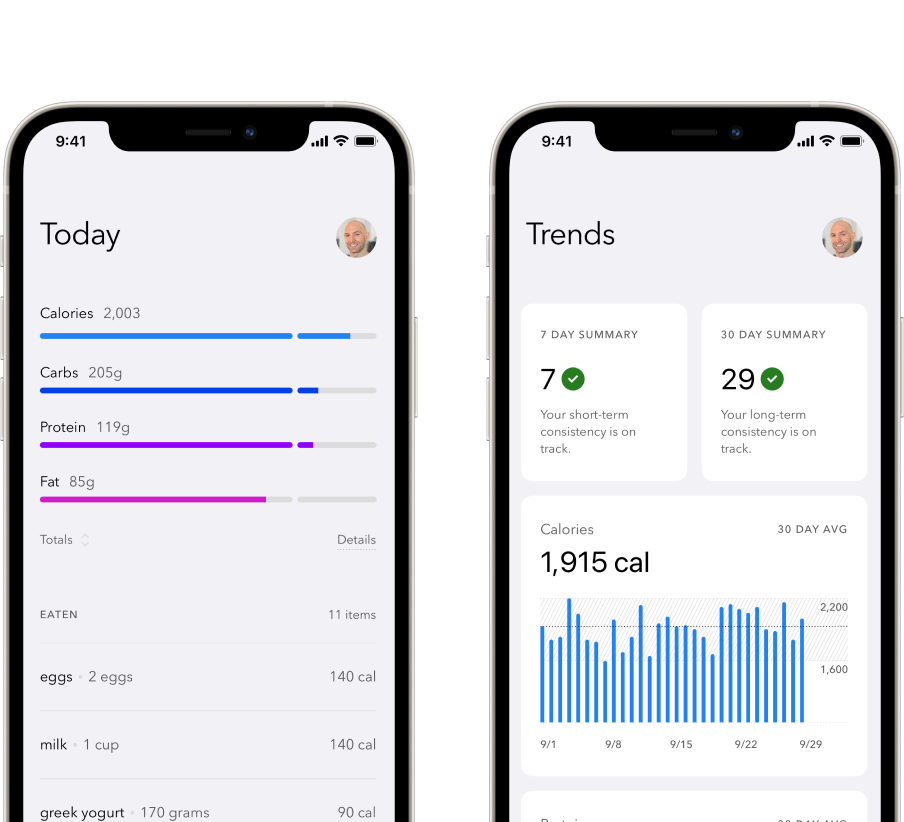 9:41
Today
Calories 2,003
Carbs 205g
Protein 119g
Fat 85g
Totals Details
EATEN 11 items
eggs • 2 eggs 140 cal
milk • 1 cup 140 cal
greek yogurt • 170 grams 90 cal
9:41
Trends
7 DAY SUMMARY
7
Your short-term
consistency is on
track.
30 DAY SUMMARY
29
Your long-term
consistency is on
track.
Calories 30 DAY AVG
1,915 cal
2,200
1,600
9/1 9/8 9/15 9/22 9/29